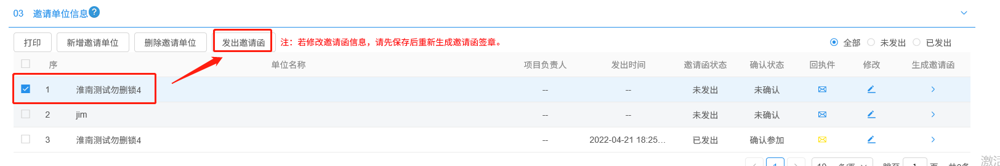 03 邀请单位信息?
打印 新增邀请单位 删除邀请单位 发出邀请函 注：若修改邀请函信息，请先保存后重新生成邀请函签章。 全部 未发出 已发出
序 单位名称 项目负责人 发出时间 邀请函状态 确认状态 回执件 修改 生成邀请函
1 淮南测试勿删锁4 -- -- 未发出 未确认
2 jim -- -- 未发出 未确认
3 淮南测试勿删锁4 -- 2022-04-21 18:25... 已发出 确认参加
1 10 条/页 跳至 1 页 激活